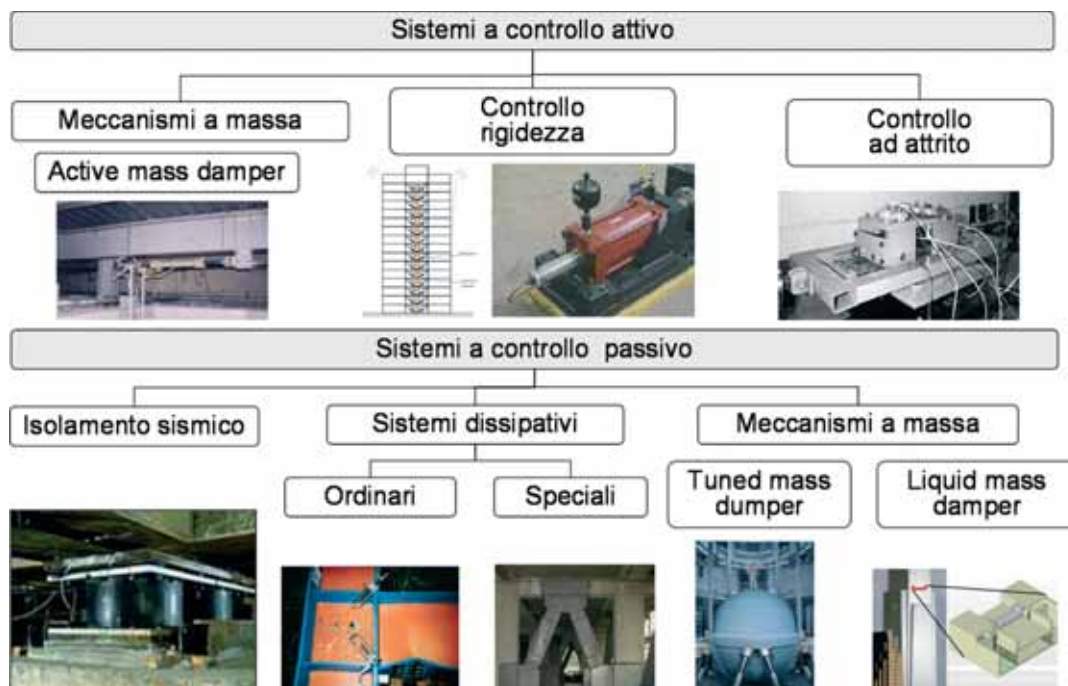 Sistemi a controllo attivo
Meccanismi a massa
Controllo
rigidezza
Controllo
ad attrito
Active mass damper
Sistemi a controllo passivo
Isolamento sismico
Sistemi dissipativi
Meccanismi a massa
Ordinari
Speciali
Tuned mass
dumper
Liquid mass
damper